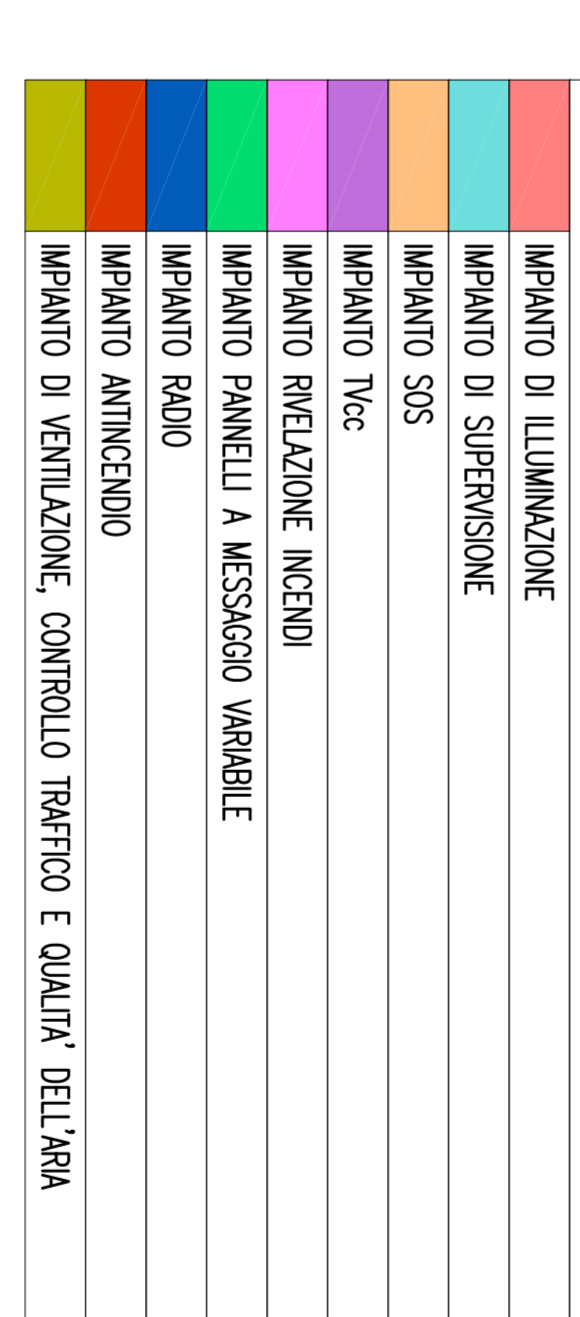 IMPIANTO DI ILLUMINAZIONE
IMPIANTO DI SUPERVISIONE
IMPIANTO SOS
IMPIANTO TVcc
IMPIANTO RIVELAZIONE INCENDI
IMPIANTO PANNELLI A MESSAGGIO VARIABILE
IMPIANTO RADIO
IMPIANTO ANTINCENDIO
IMPIANTO DI VENTILAZIONE, CONTROLLO TRAFFICO E QUALITA' DELL'ARIA